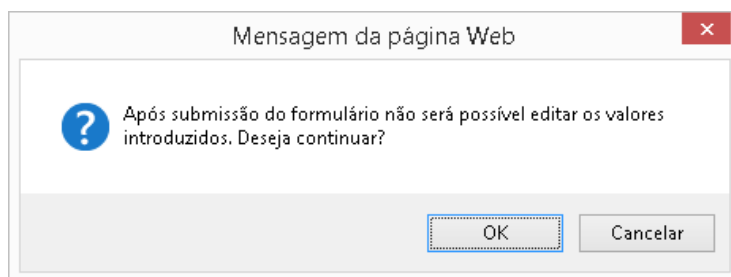 Mensagem da página Web
Após submissão do formulário não será possível editar os valores
introduzidos. Deseja continuar?
OK
Cancelar